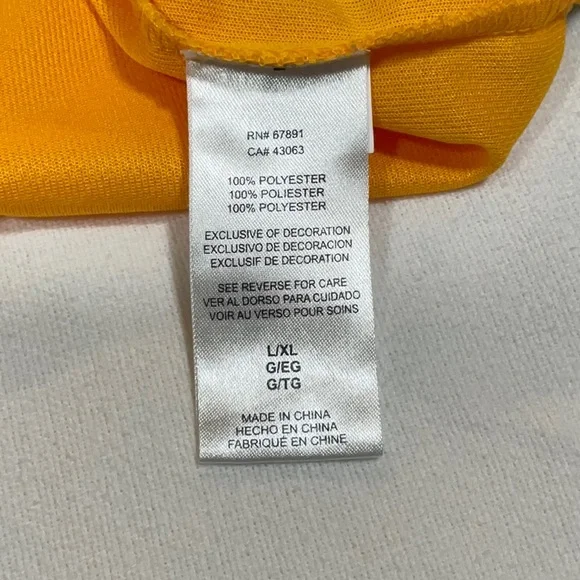 RN# 67891
CA# 43063
100% POLYESTER
100% POLIESTER
100% POLYESTER
EXCLUSIVE OF DECORATION
EXCLUSIVO DE DECORACION
EXCLUSIF DE DECORATION
SEE REVERSE FOR CARE
VER AL DORSO PARA CUIDADO
VOIR AU VERSO POUR SOINS
L/XL
G/EG
G/TG
MADE IN CHINA
HECHO EN CHINA
FABRIQUÉ EN CHINE